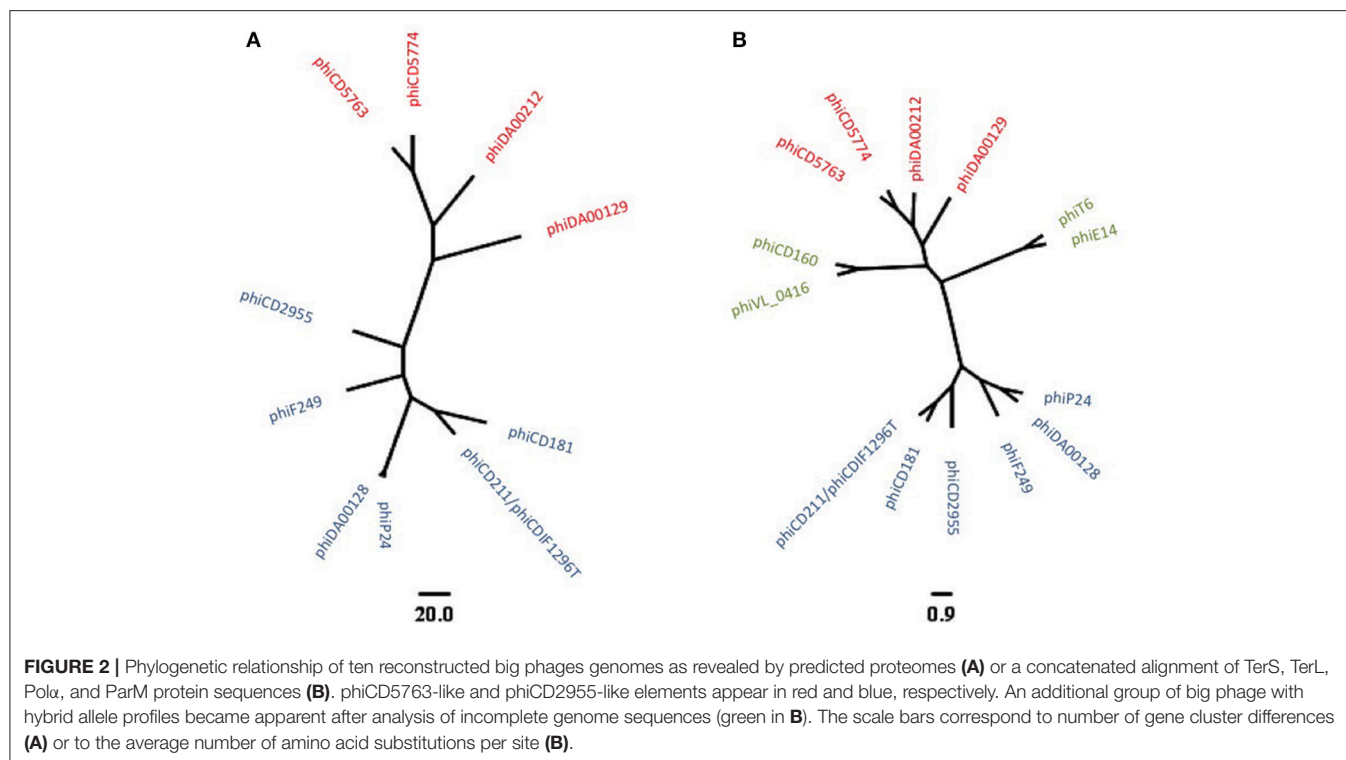 A
B
phiCD5763
phiCD5774
phiDA00212
phiDA00129
phiCD2955
phiF249
phiCD181
phiCD211/phiCDIF1296T
phiDA00128
phiP24
20.0
phiCD5763
phiCD5774
phiDA00212
phiDA00129
phiT6
phiE14
phiCD160
phiVL_0416
phiP24
phiDA00128
phiF249
phiCD2955
phiCD181
phiCD211/phiCDIF1296T
0.9
FIGURE 2 | Phylogenetic relationship of ten reconstructed big phages genomes as revealed by predicted proteomes (A) or a concatenated alignment of TerS, TerL,
Polα, and ParM protein sequences (B). phiCD5763-like and phiCD2955-like elements appear in red and blue, respectively. An additional group of big phage with
hybrid allele profiles became apparent after analysis of incomplete genome sequences (green in B). The scale bars correspond to number of gene cluster differences
(A) or to the average number of amino acid substitutions per site (B).